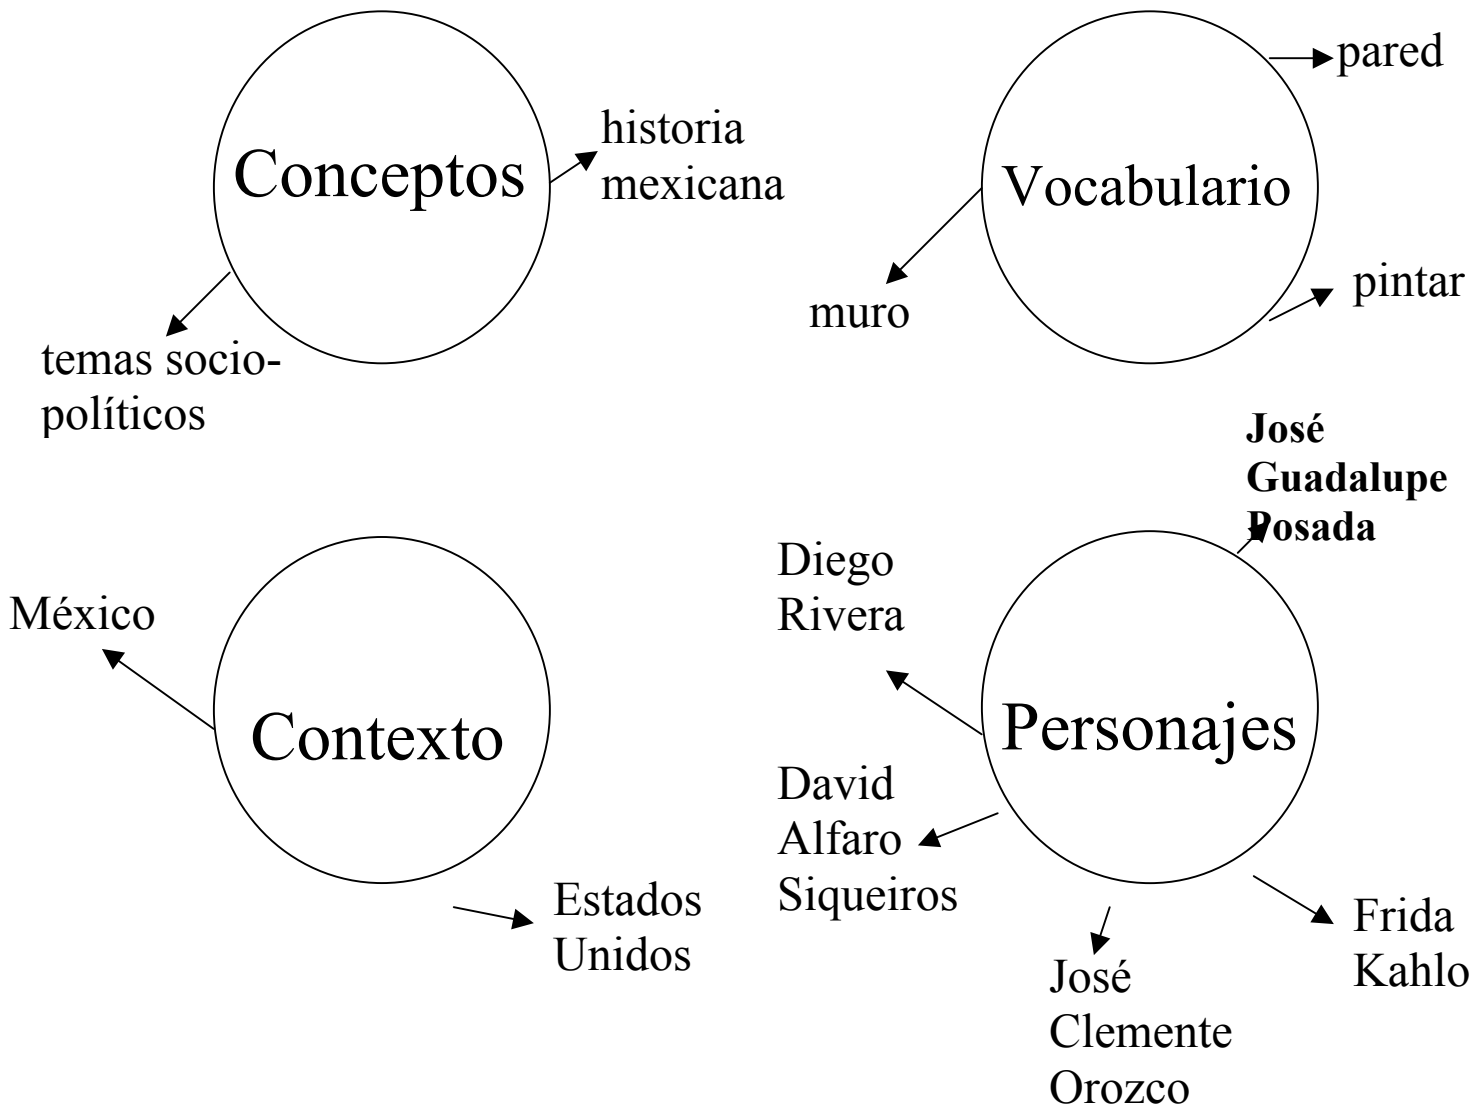 Conceptos
historia
mexicana
temas socio-
políticos
Vocabulario
pared
muro
pintar
Contexto
México
Estados
Unidos
Personajes
José
Guadalupe
Posada
Diego
Rivera
David
Alfaro
Siqueiros
José
Clemente
Orozco
Frida
Kahlo